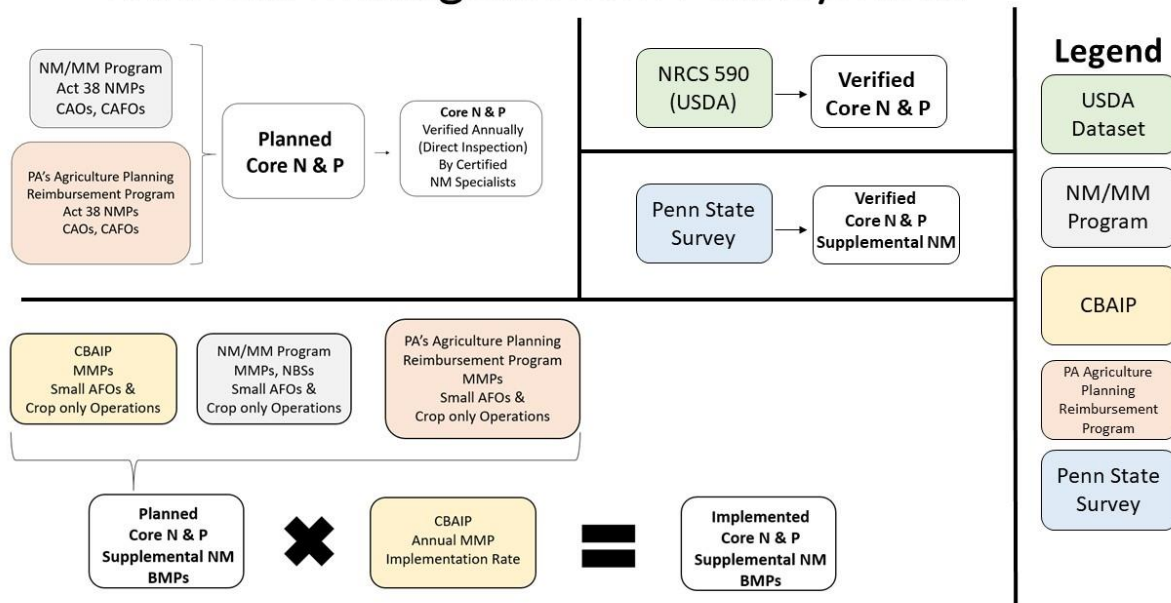 NM/MM Program
Act 38 NMPs
CAOs, CAFOs
PA's Agriculture Planning
Reimbursement Program
Act 38 NMPs
CAOs, CAFOs
Planned
Core N & P
Core N & P
Verified Annually
(Direct Inspection)
By Certified
NM Specialists
NRCS 590
(USDA)
Verified
Core N & P
Penn State
Survey
Verified
Core N & P
Supplemental NM
CBAIP
MMPs
Small AFOs &
Crop only Operations
NM/MM Program
MMPs, NBSs
Small AFOs &
Crop only Operations
PA's Agriculture Planning
Reimbursement Program
MMPs
Small AFOs &
Crop only Operations
Planned
Core N & P
Supplemental NM
BMPs
CBAIP
Annual MMP
Implementation Rate
Implemented
Core N & P
Supplemental NM
BMPs
Legend
USDA
Dataset
NM/MM
Program
CBAIP
PA Agriculture
Planning
Reimbursement
Program
Penn State
Survey